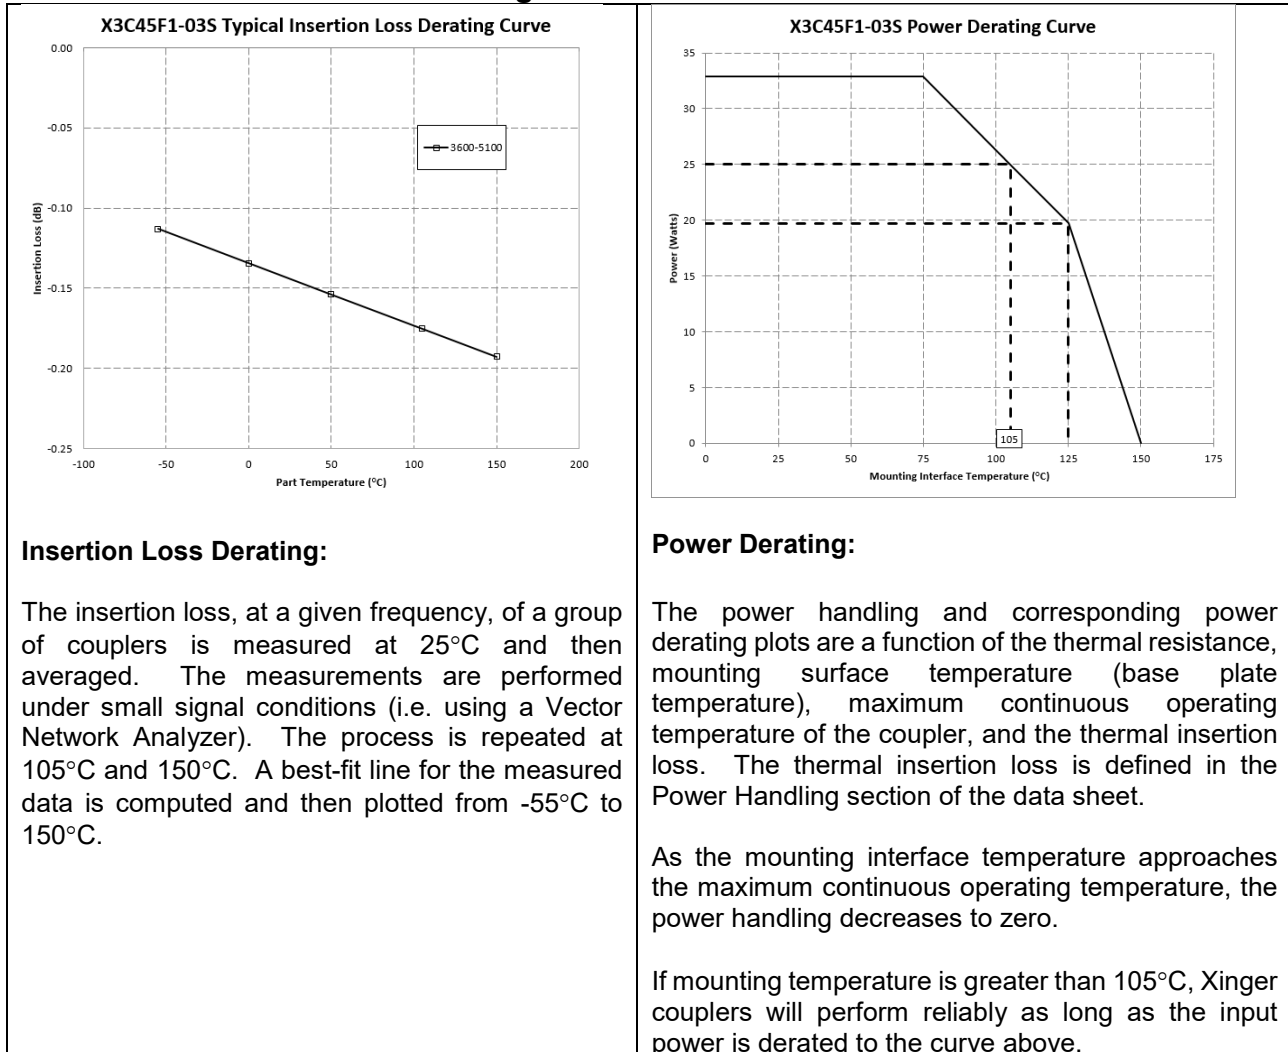 X3C45F1-03S Typical Insertion Loss Derating Curve
0.00
-0.05
-0.10
-0.15
-0.20
-0.25
Insertion Loss (dB)
3600-5100
-100 -50 0 50 100 150 200
Part Temperature (°C)
Insertion Loss Derating:
The insertion loss, at a given frequency, of a group
of couplers is measured at 25°C and then
averaged. The measurements are performed
under small signal conditions (i.e. using a Vector
Network Analyzer). The process is repeated at
105°C and 150°C. A best-fit line for the measured
data is computed and then plotted from -55°C to
150°C.
X3C45F1-03S Power Derating Curve
35
30
25
20
15
10
5
0
Power (Watts)
105
0 25 50 75 100 125 150 175
Mounting Interface Temperature (°C)
Power Derating:
The power handling and corresponding power
derating plots are a function of the thermal resistance,
mounting surface temperature (base plate
temperature), maximum continuous operating
temperature of the coupler, and the thermal insertion
loss. The thermal insertion loss is defined in the
Power Handling section of the data sheet.
As the mounting interface temperature approaches
the maximum continuous operating temperature, the
power handling decreases to zero.
If mounting temperature is greater than 105°C, Xinger
couplers will perform reliably as long as the input
power is derated to the curve above.